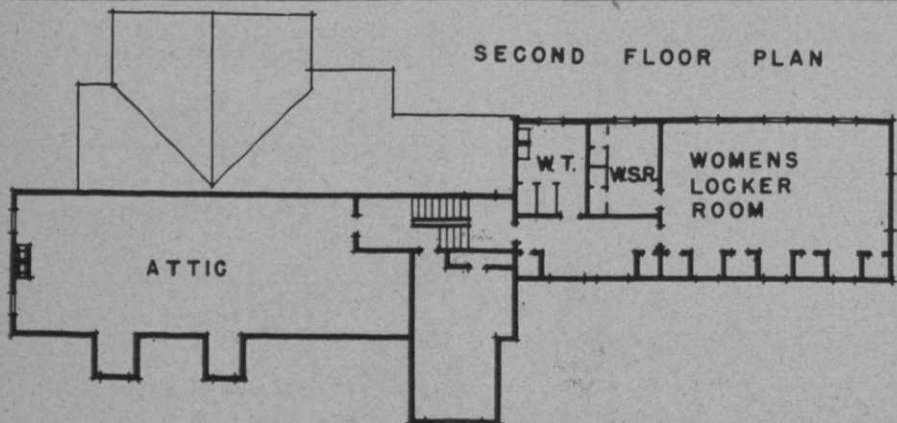 SECOND FLOOR PLAN
W. T.
W.S.R.
WOMENS
LOCKER
ROOM
ATTIC